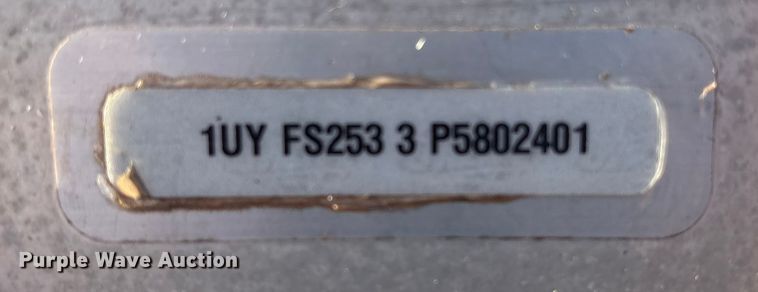 1UY FS253 3 P5802401
Purple Wave Auction